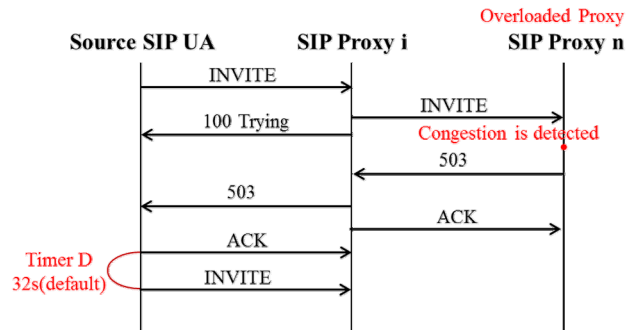 Overloaded Proxy
Source SIP UA SIP Proxy i SIP Proxy n
INVITE
INVITE
100 Trying
Congestion is detected
503
503
ACK
ACK
Timer D
32s(default)
INVITE